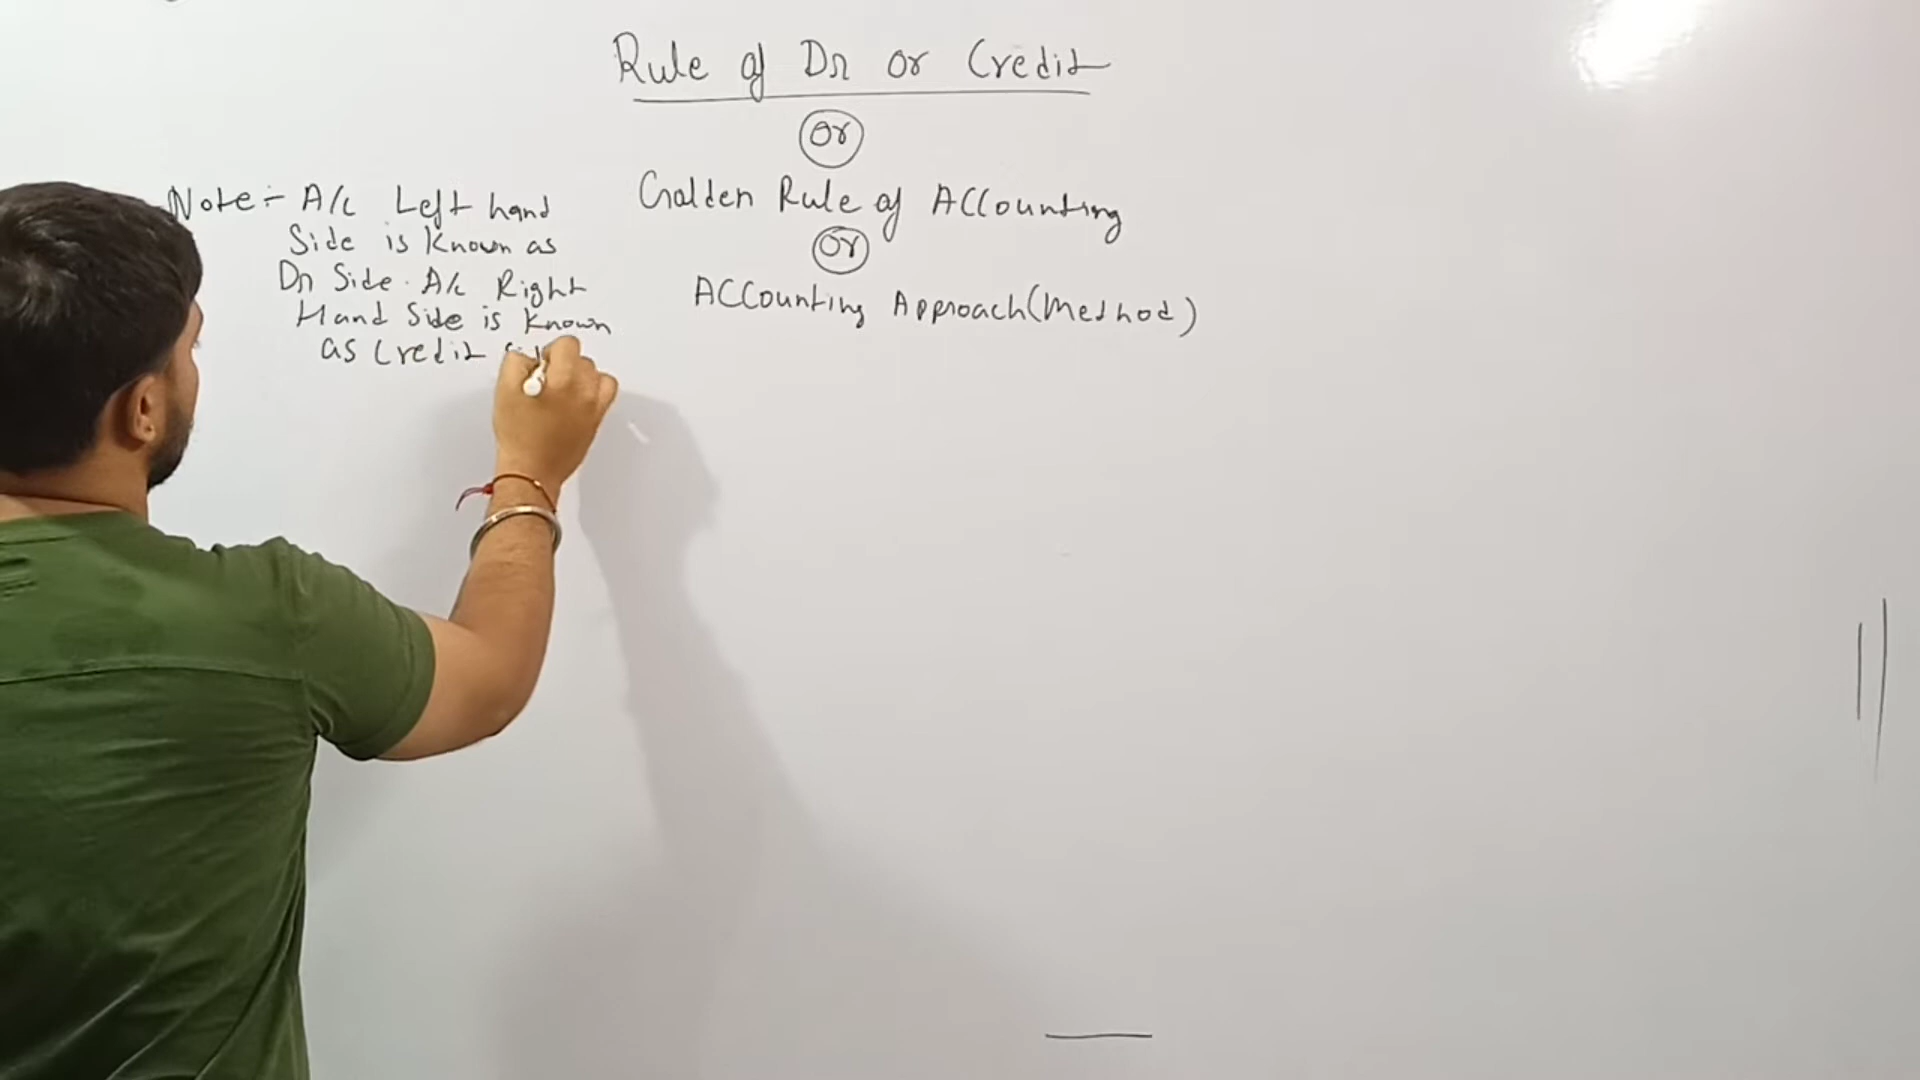 Rule of Dr or Credit
Or
Golden Rule of Accounting
Or
Accounting Approach (Method)
Note:- A/c Left hand
Side is Known as
Dr Side. A/c Right
Hand Side is Known
as Credit